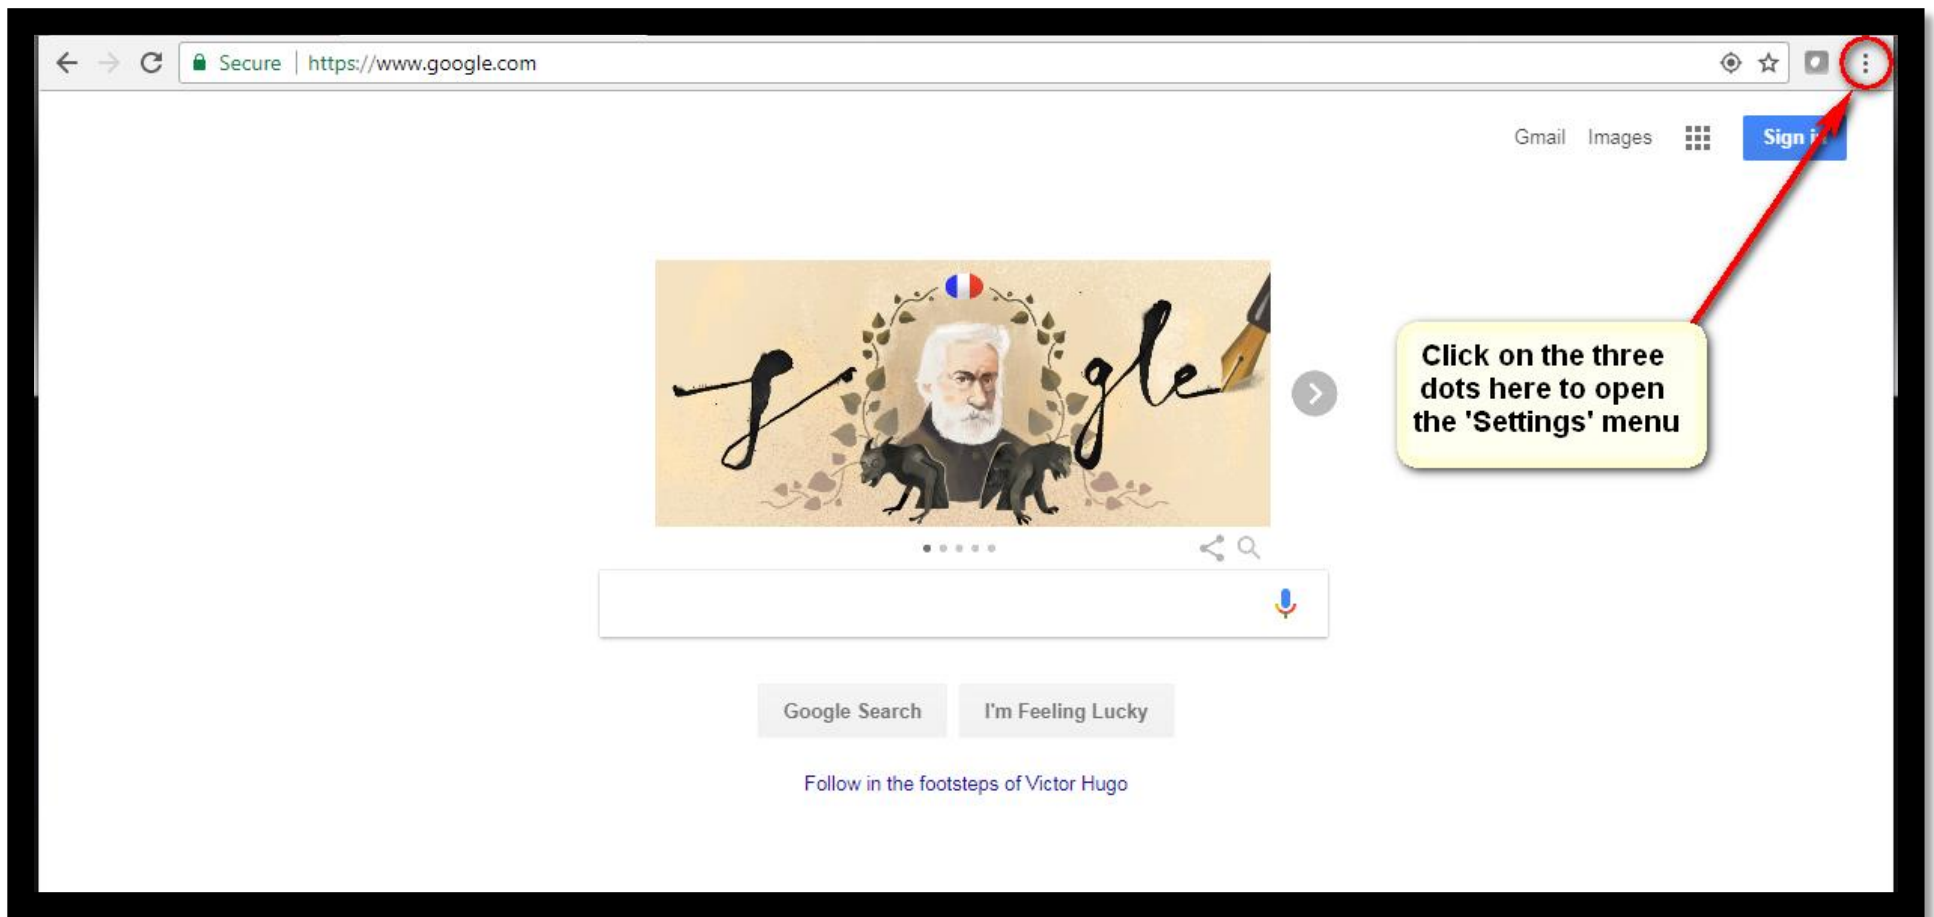 Secure | https://www.google.com
Gmail Images
Sign in
gle
Click on the three
dots here to open
the 'Settings' menu
Google Search I'm Feeling Lucky
Follow in the footsteps of Victor Hugo